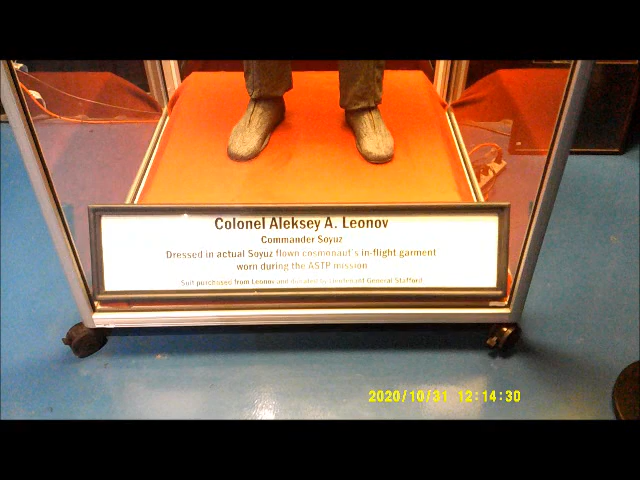 Colonel Aleksey A. Leonov
Commander Soyuz
Dressed in actual Soyuz flown cosmonaut's in-flight garment
worn during the ASTP mission
Suit purchased from Leonov and donated by Lieutenant General Stafford
2020/10/31 12:14:30